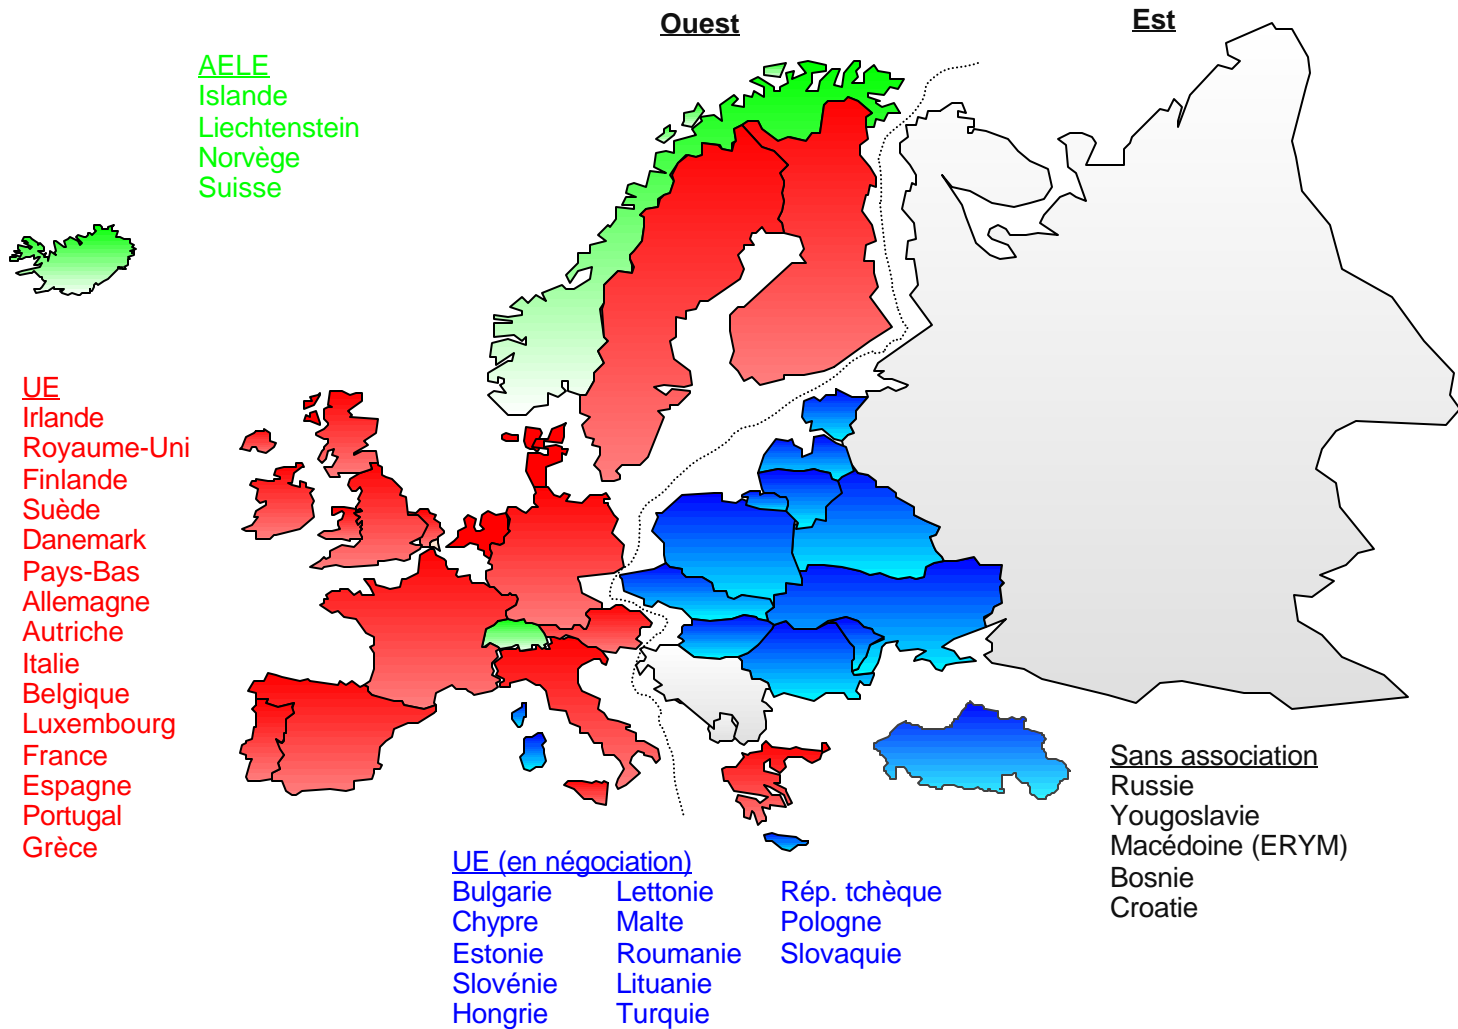 Ouest
Est
AELE
Islande
Liechtenstein
Norvège
Suisse
UE
Irlande
Royaume-Uni
Finlande
Suède
Danemark
Pays-Bas
Allemagne
Autriche
Italie
Belgique
Luxembourg
France
Espagne
Portugal
Grèce
UE (en négociation)
Bulgarie
Chypre
Estonie
Slovénie
Hongrie
Lettonie
Malte
Roumanie
Lituanie
Turquie
Rép. tchèque
Pologne
Slovaquie
Sans association
Russie
Yougoslavie
Macédoine (ERYM)
Bosnie
Croatie